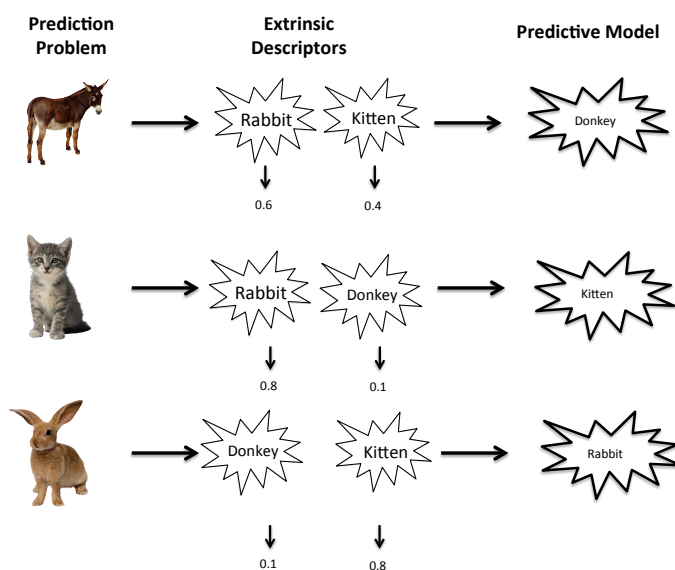 Prediction
Problem
Extrinsic
Descriptors
Predictive Model
Rabbit
Kitten
Donkey
0.6
0.4
Rabbit
Donkey
Kitten
0.8
0.1
Donkey
Kitten
Rabbit
0.1
0.8